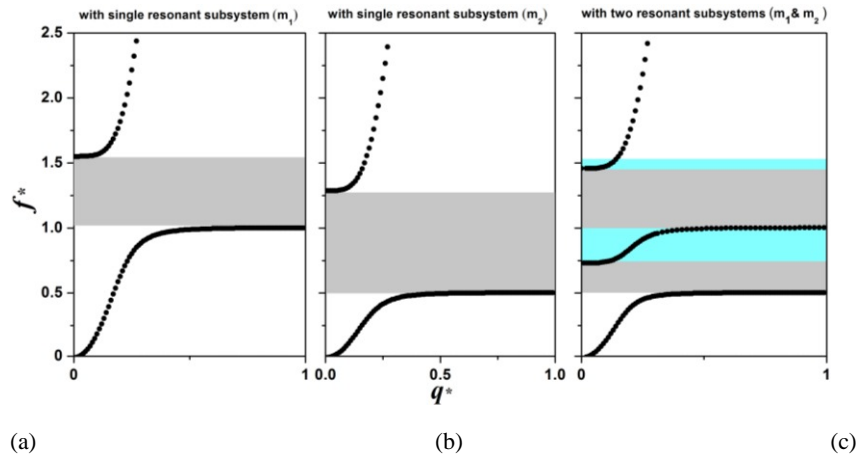 with single resonant subsystem (m1)
with single resonant subsystem (m2)
with two resonant subsystems (m1& m2)
2.5
2.0
1.5
1.0
0.5
0
f*
0 1
0.0 0.5 1.0
0 1
q*
(a) (b) (c)